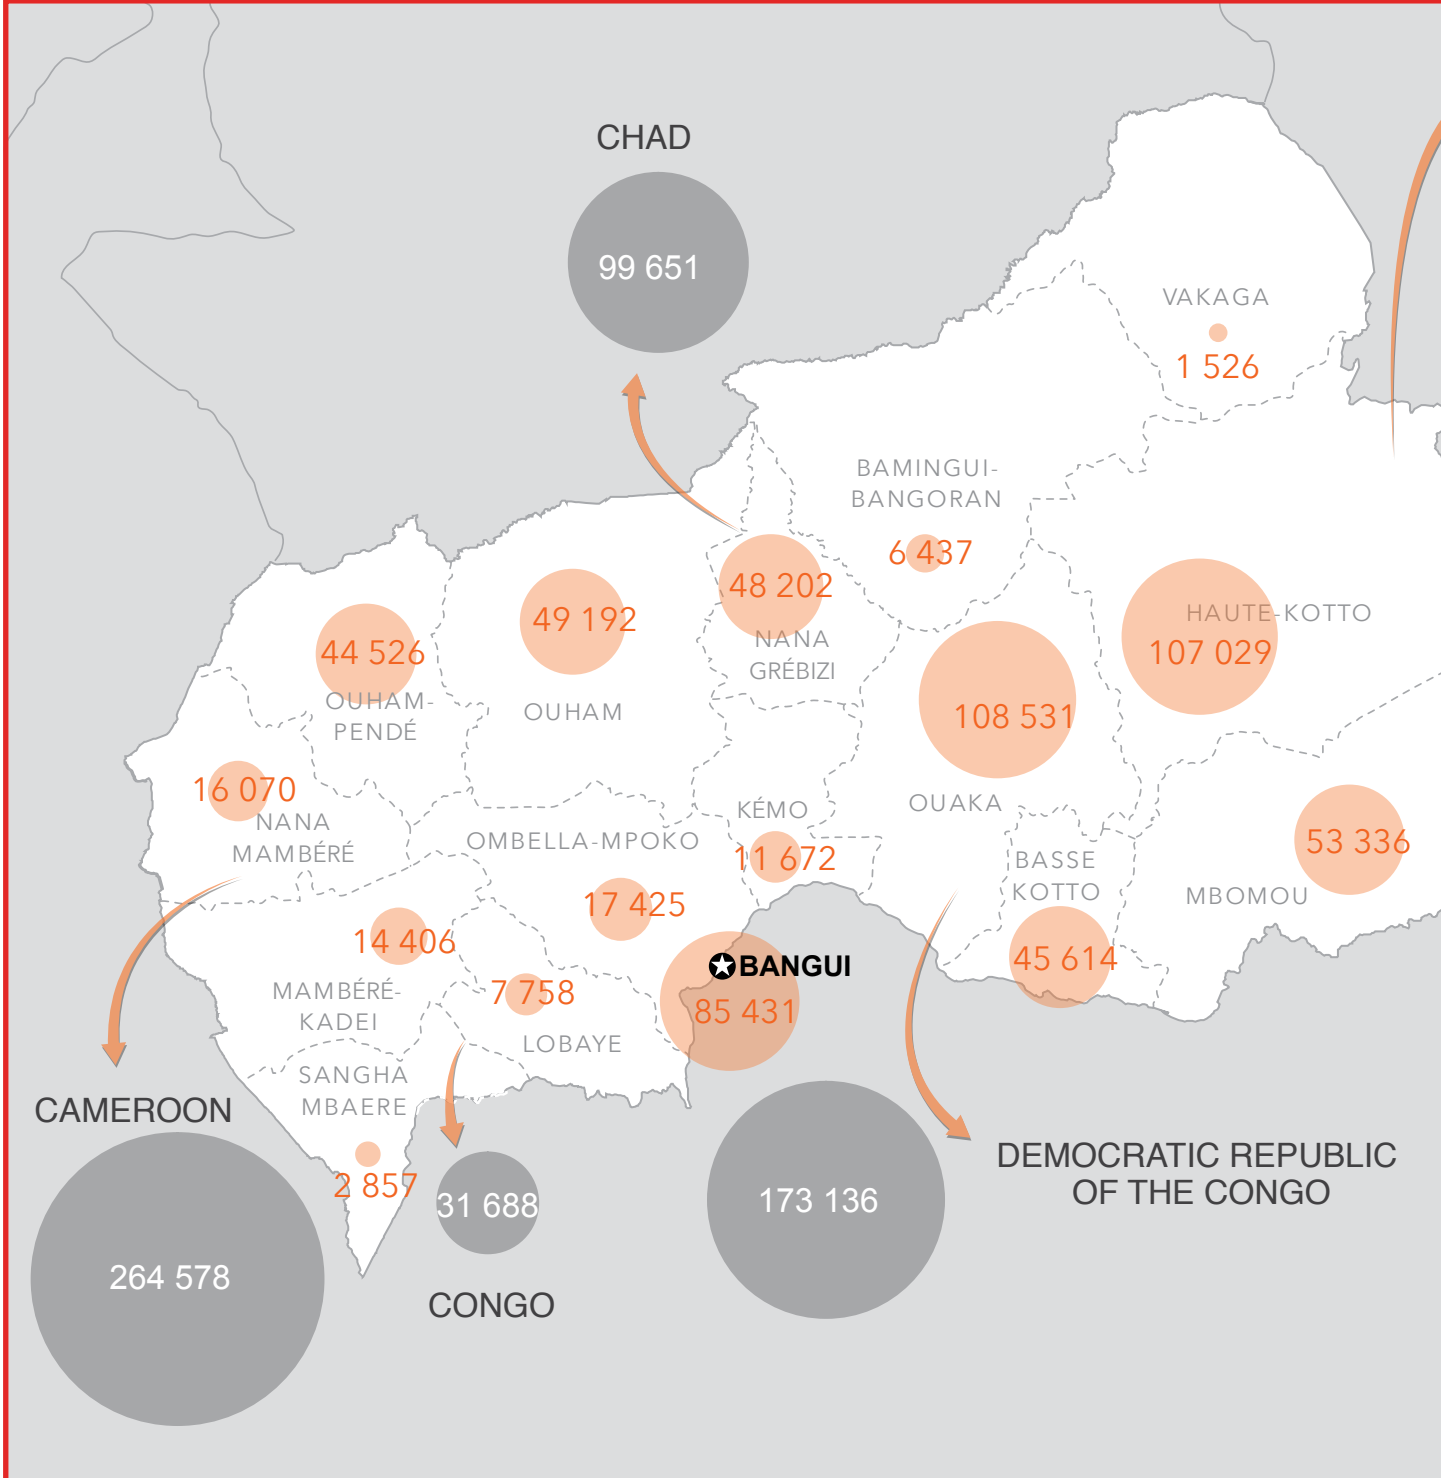 CHAD
99 651
VAKAGA
1 526
BAMINGUI-
BANGORAN
6 437
48 202
NANA
GRÉBIZI
49 192
OUHAM
44 526
OUHAM-
PENDÉ
HAUTE-KOTTO
107 029
108 531
OUAKA
16 070
NANA
MAMBÉRÉ
OMBELLA-MPOKO
17 425
KÉMO
11 672
BASSE
KOTTO
45 614
53 336
MBOMOU
14 406
MAMBÉRÉ-
KADEI
7 758
LOBAYE
BANGUI
85 431
SANGHA
MBAERE
2 857
CAMEROON
264 578
31 688
CONGO
173 136
DEMOCRATIC REPUBLIC
OF THE CONGO